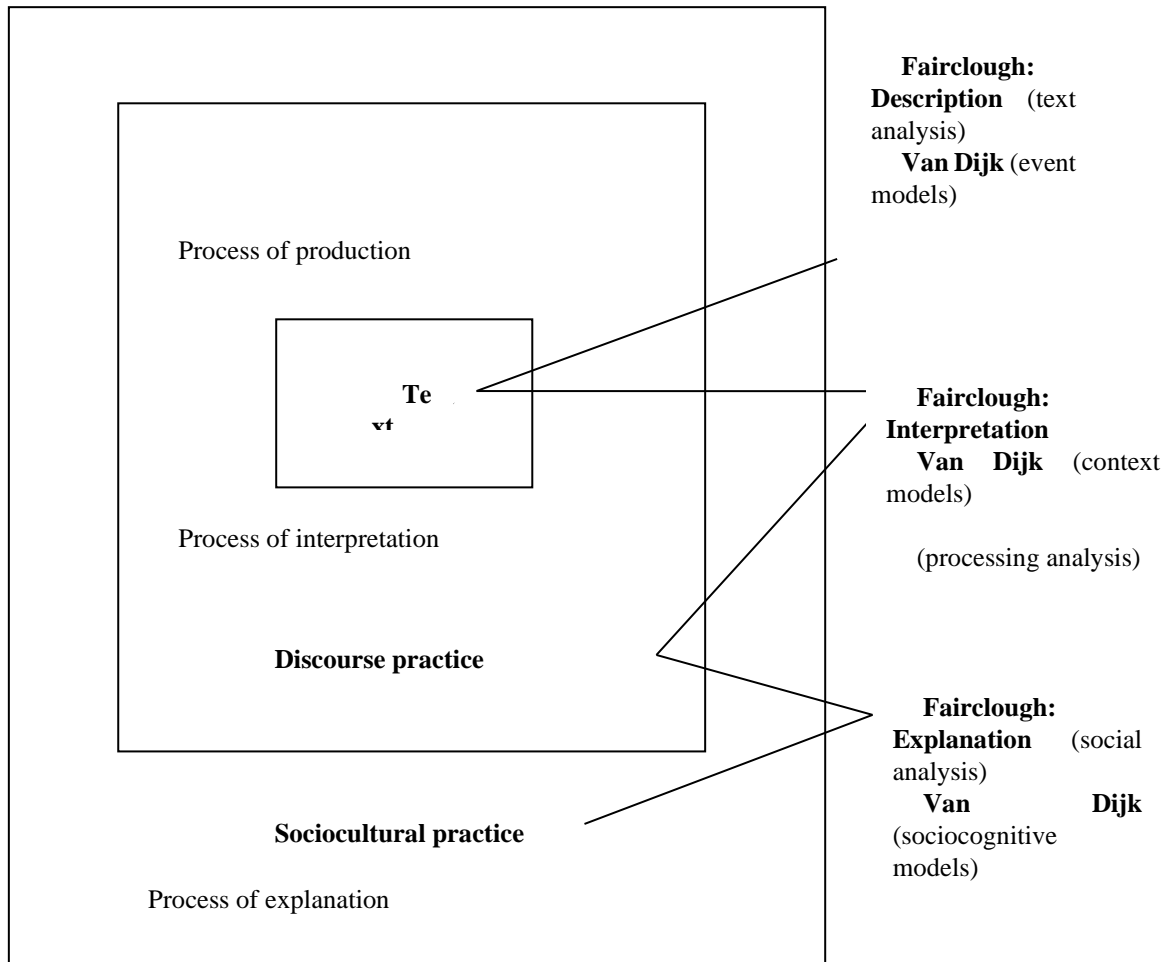 Fairclough:
Description (text
analysis)
Van Dijk (event
models)
Process of production
Te
xt
Fairclough:
Interpretation
Van Dijk (context
models)
(processing analysis)
Process of interpretation
Discourse practice
Fairclough:
Explanation (social
analysis)
Van Dijk
(sociocognitive
models)
Sociocultural practice
Process of explanation